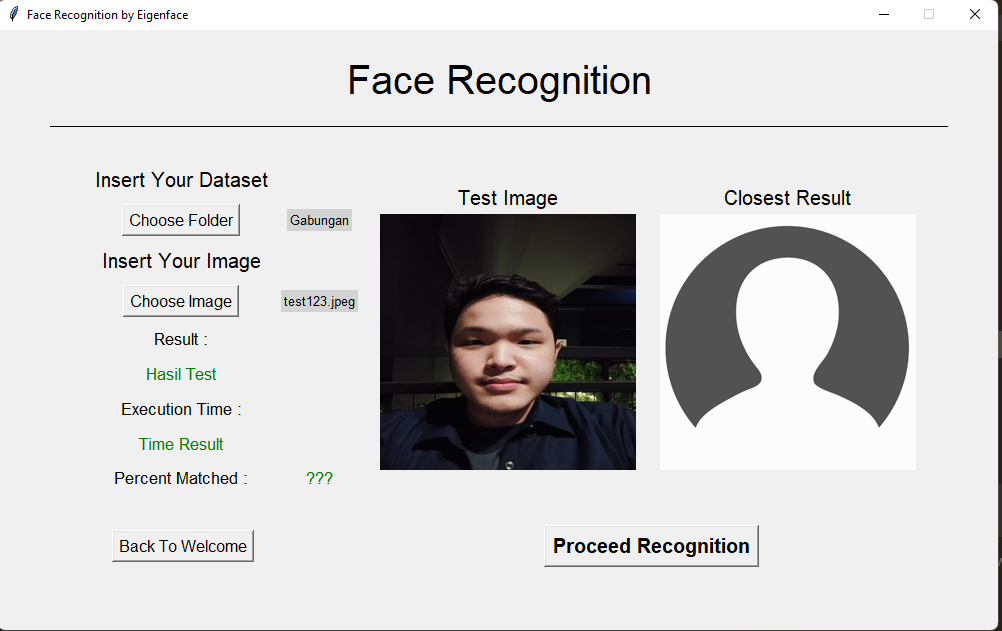 Face Recognition by Eigenface
Face Recognition
Insert Your Dataset
Choose Folder
Gabungan
Insert Your Image
Choose Image
test123.jpeg
Result :
Hasil Test
Execution Time :
Time Result
Percent Matched :
???
Back To Welcome
Test Image
Closest Result
Proceed Recognition